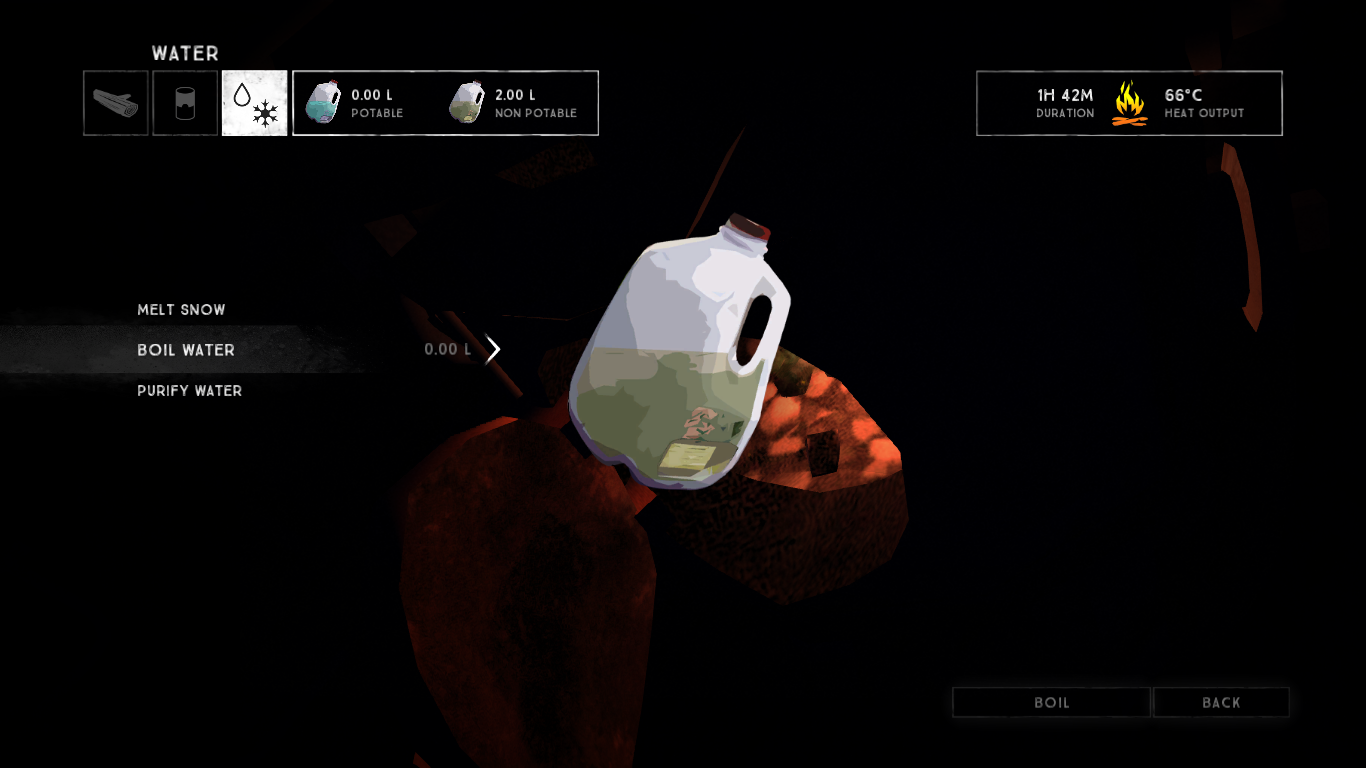 WATER
0.00 L
POTABLE
2.00 L
NON POTABLE
1H 42M
DURATION
66°C
HEAT OUTPUT
MELT SNOW
BOIL WATER
0.00 L
PURIFY WATER
BOIL
BACK